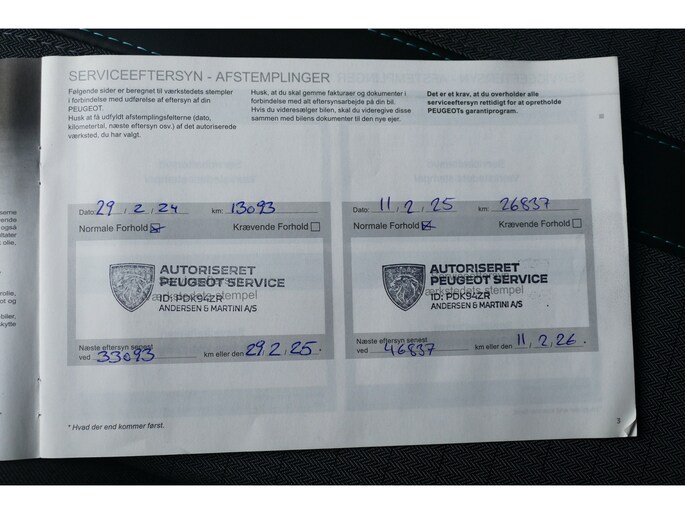 SERVICEEFTERSYN - AFSTEMPLINGER
Følgende sider er beregnet til værkstedets stempler
i forbindelse med udførelse af eftersyn af din
PEUGEOT.
Husk at få udfyldt afstemplingsfelterne (dato,
kilometertal, næste eftersyn osv.) af det autoriserede
værksted, du har valgt.
Husk, at du skal gemme fakturaer og dokumenter i
forbindelse med alt eftersynsarbejde på din bil.
Hvis du videresælger bilen, skal du videregive disse
sammen med bilens dokumenter til den nye ejer.
Det er et krav, at du overholder alle
serviceeftersyn rettidigt for at opretholde
PEUGEOTs garantiprogram.
Dato: 29 / 2 / 24 km: 13093
Normale Forhold Krævende Forhold
AUTORISERET
PEUGEOT SERVICE
Værkstedets stempel
ID: PDK94ZR
ANDERSEN & MARTINI A/S
Næste eftersyn senest
ved 33093 km eller den 29/2/25.
Dato: 11 / 2 / 25 km: 26837
Normale Forhold Krævende Forhold
AUTORISERET
PEUGEOT SERVICE
Værkstedets stempel
ID: PDK94ZR
ANDERSEN & MARTINI A/S
Næste eftersyn senest
ved 46837 km eller den 11/2/26.
* Hvad der end kommer først.
3